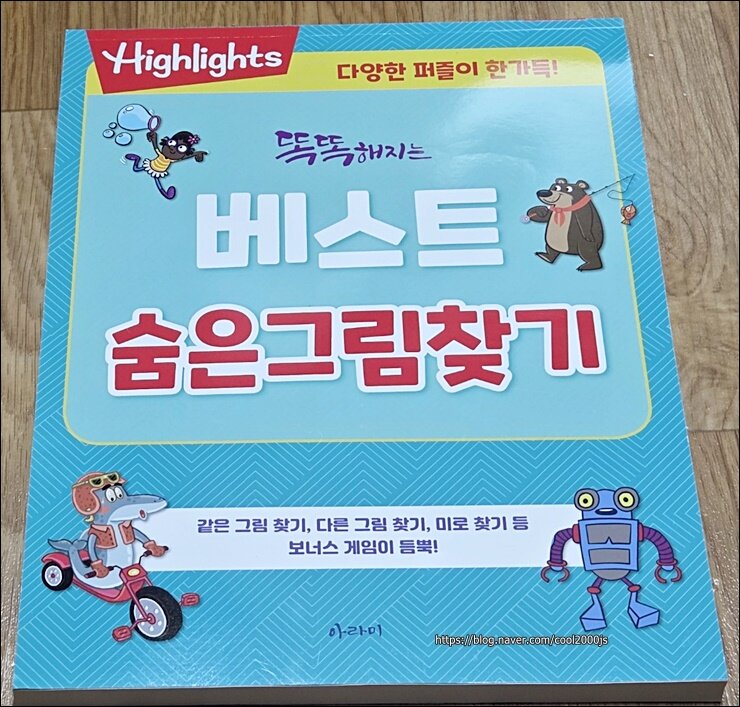 Highlights
다양한 퍼즐이 한가득!
똑똑해지는
베스트
숨은그림찾기
같은 그림 찾기, 다른 그림 찾기, 미로 찾기 등
보너스 게임이 듬뿍!
아라미
https://blog.naver.com/cool2000js